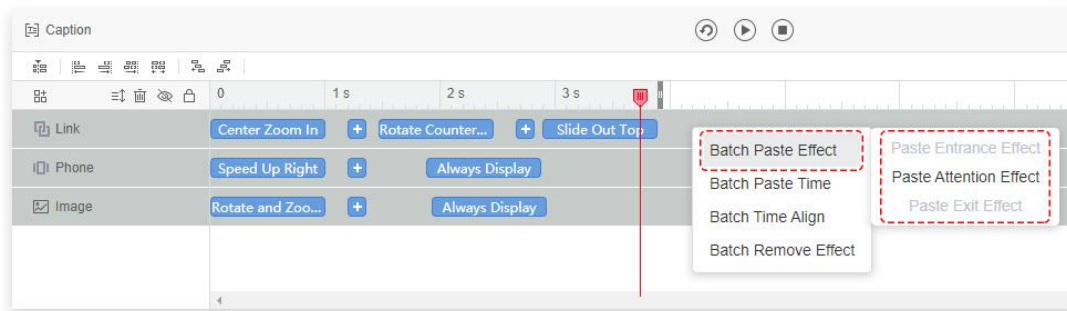 Caption
0 1 s 2 s 3 s
Link Center Zoom In + Rotate Counter... + Slide Out Top
Phone Speed Up Right + Always Display
Image Rotate and Zoo... + Always Display
Batch Paste Effect
Batch Paste Time
Batch Time Align
Batch Remove Effect
Paste Entrance Effect
Paste Attention Effect
Paste Exit Effect